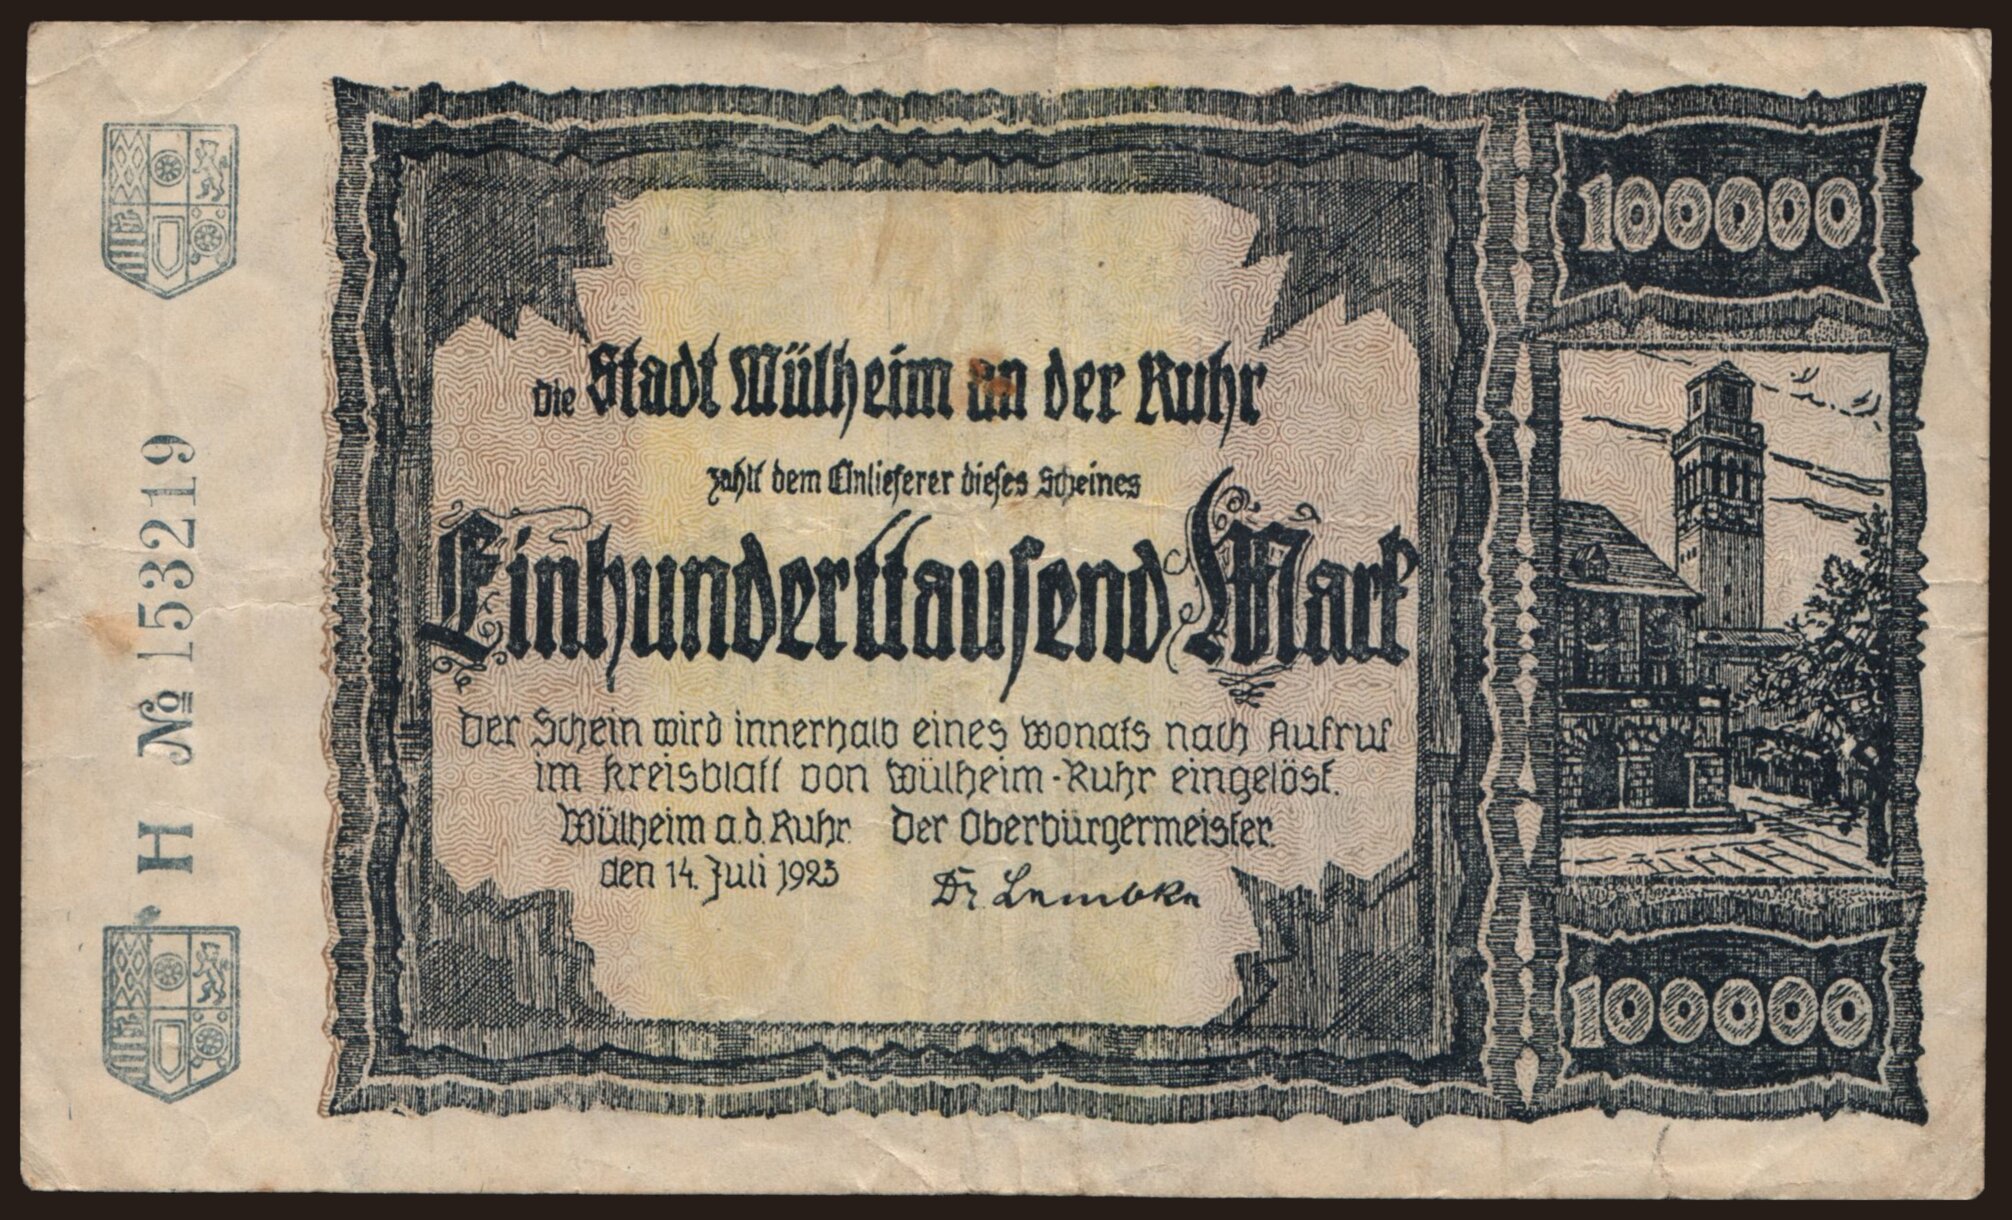 H № 153219
Die Stadt Mülheim an der Ruhr
zahlt dem Einlieferer dieses Scheines
Einhunderttausend Mark
Der Schein wird innerhalb eines Monats nach Aufruf
im Kreisblatt von Mülheim-Ruhr eingelöst.
Mülheim a.d. Ruhr. Der Oberbürgermeister.
den 14. Juli 1923
Dr. Lembke
100000
100000